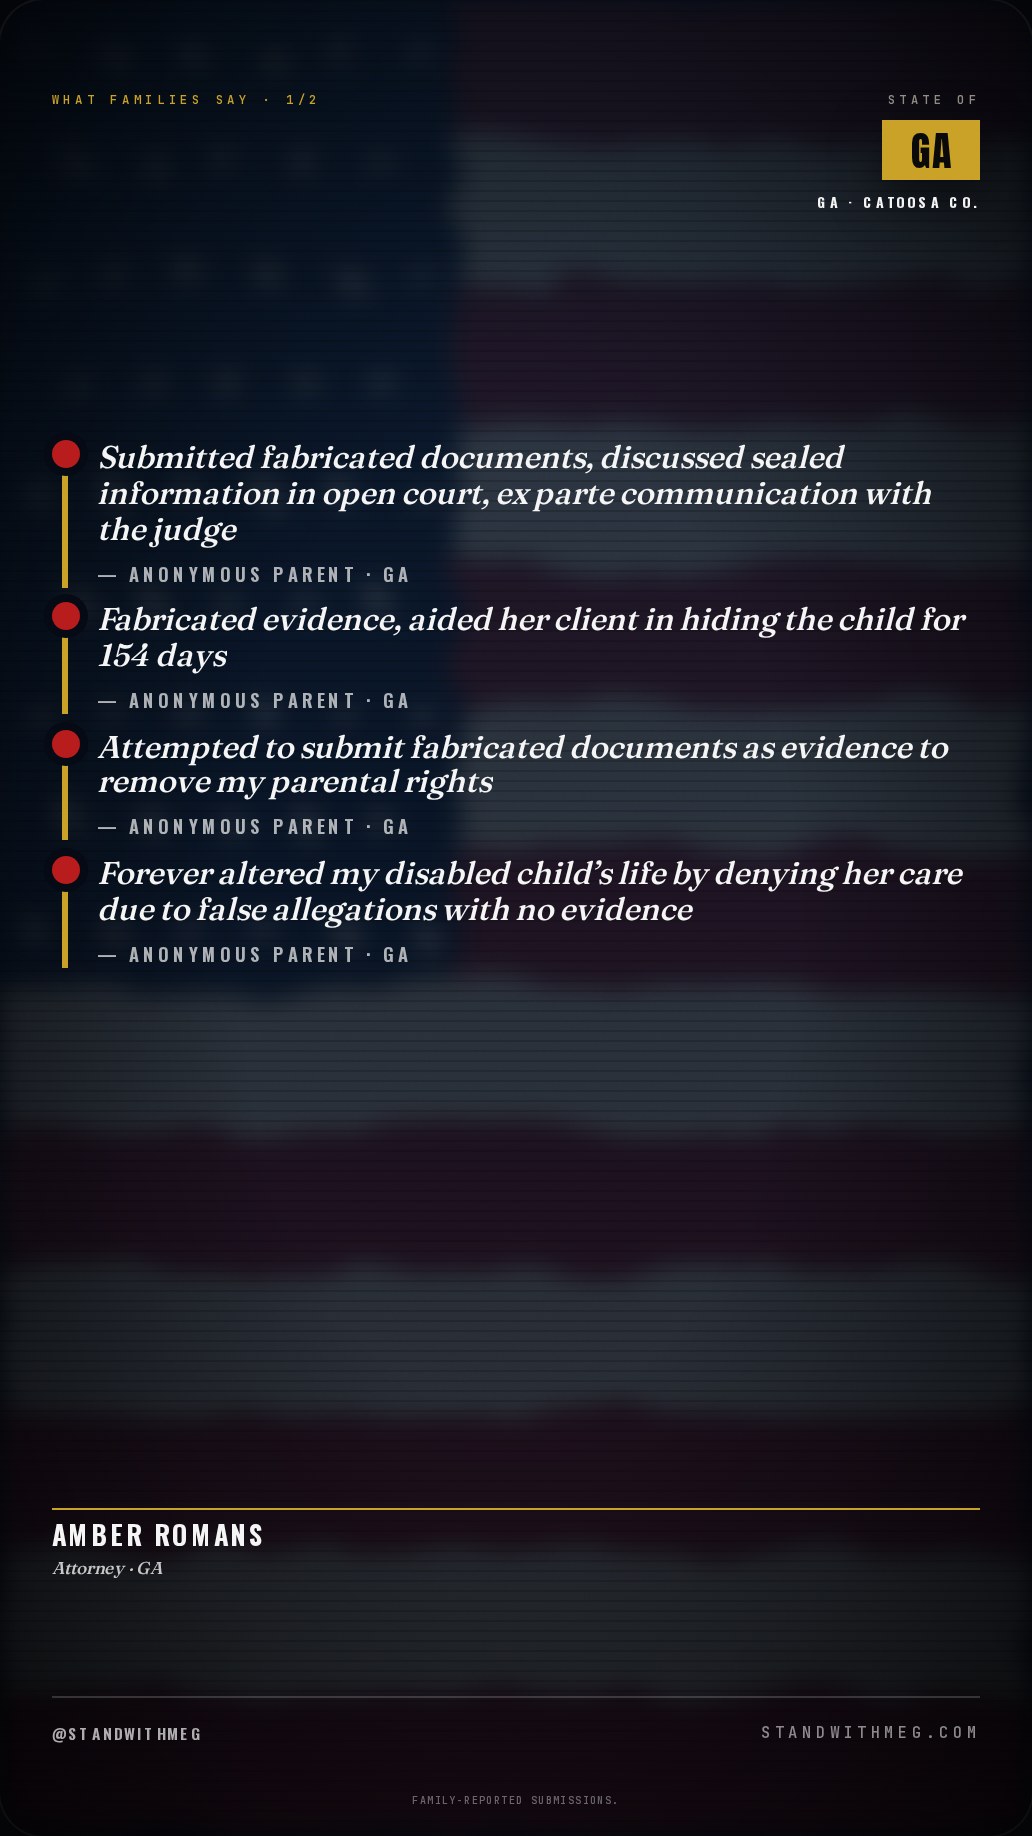 WHAT FAMILIES SAY · 1/2
STATE OF
GA
GA · CATOOSA CO.
Submitted fabricated documents, discussed sealed
information in open court, ex parte communication with
the judge
— ANONYMOUS PARENT · GA
Fabricated evidence, aided her client in hiding the child for
154 days
— ANONYMOUS PARENT · GA
Attempted to submit fabricated documents as evidence to
remove my parental rights
— ANONYMOUS PARENT · GA
Forever altered my disabled child’s life by denying her care
due to false allegations with no evidence
— ANONYMOUS PARENT · GA
AMBER ROMANS
Attorney · GA
@STANDWITHMEG
STANDWITHMEG.COM
FAMILY-REPORTED SUBMISSIONS.